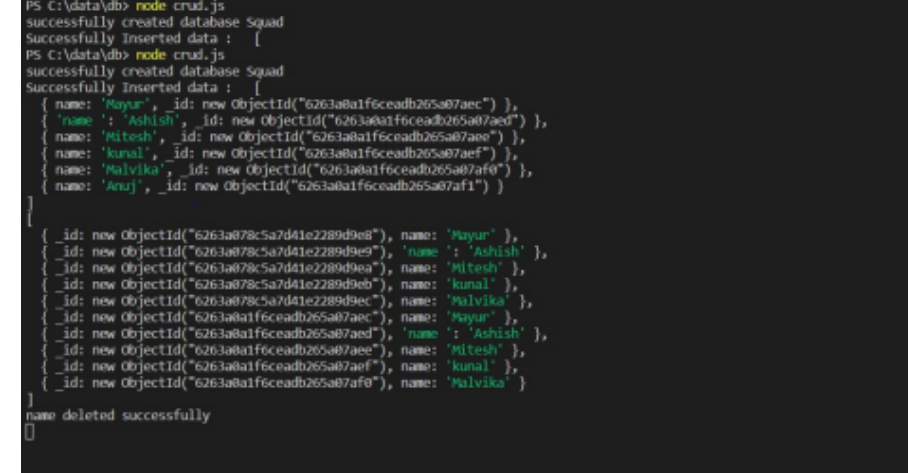 PS C:\data\db> node crud.js
successfully created database Squad
Successfully Inserted data :   [
PS C:\data\db> node crud.js
successfully created database Squad
Successfully Inserted data :   [
{ name: 'Mayur', _id: new ObjectId("6263a0a1f6ceadb265a07aec") },
{ 'name ': 'Ashish', _id: new ObjectId("6263a0a1f6ceadb265a07aed") },
{ name: 'Mitesh', _id: new ObjectId("6263a0a1f6ceadb265a07aee") },
{ name: 'kunal', _id: new ObjectId("6263a0a1f6ceadb265a07aef") },
{ name: 'Malvika', _id: new ObjectId("6263a0a1f6ceadb265a07af0") },
{ name: 'Anuj', _id: new ObjectId("6263a0a1f6ceadb265a07af1") }
]
[
{ _id: new ObjectId("6263a078c5a7d41e2289d9e8"), name: 'Mayur' },
{ _id: new ObjectId("6263a078c5a7d41e2289d9e9"), 'name ': 'Ashish' },
{ _id: new ObjectId("6263a078c5a7d41e2289d9ea"), name: 'Mitesh' },
{ _id: new ObjectId("6263a078c5a7d41e2289d9eb"), name: 'kunal' },
{ _id: new ObjectId("6263a078c5a7d41e2289d9ec"), name: 'Malvika' },
{ _id: new ObjectId("6263a0a1f6ceadb265a07aec"), name: 'Mayur' },
{ _id: new ObjectId("6263a0a1f6ceadb265a07aed"), 'name ': 'Ashish' },
{ _id: new ObjectId("6263a0a1f6ceadb265a07aee"), name: 'Mitesh' },
{ _id: new ObjectId("6263a0a1f6ceadb265a07aef"), name: 'kunal' },
{ _id: new ObjectId("6263a0a1f6ceadb265a07af0"), name: 'Malvika' }
]
name deleted successfully